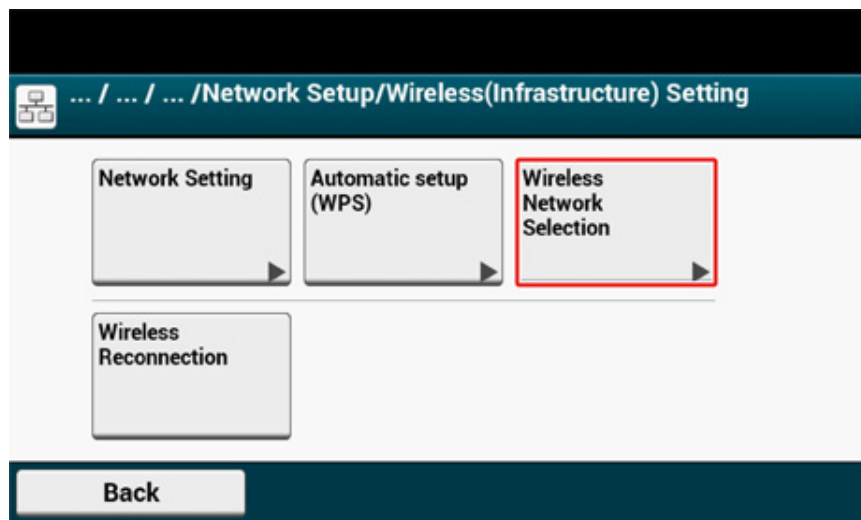 ... / ... / ... /Network Setup/Wireless(Infrastructure) Setting
Network Setting
Automatic setup
(WPS)
Wireless
Network
Selection
Wireless
Reconnection
Back